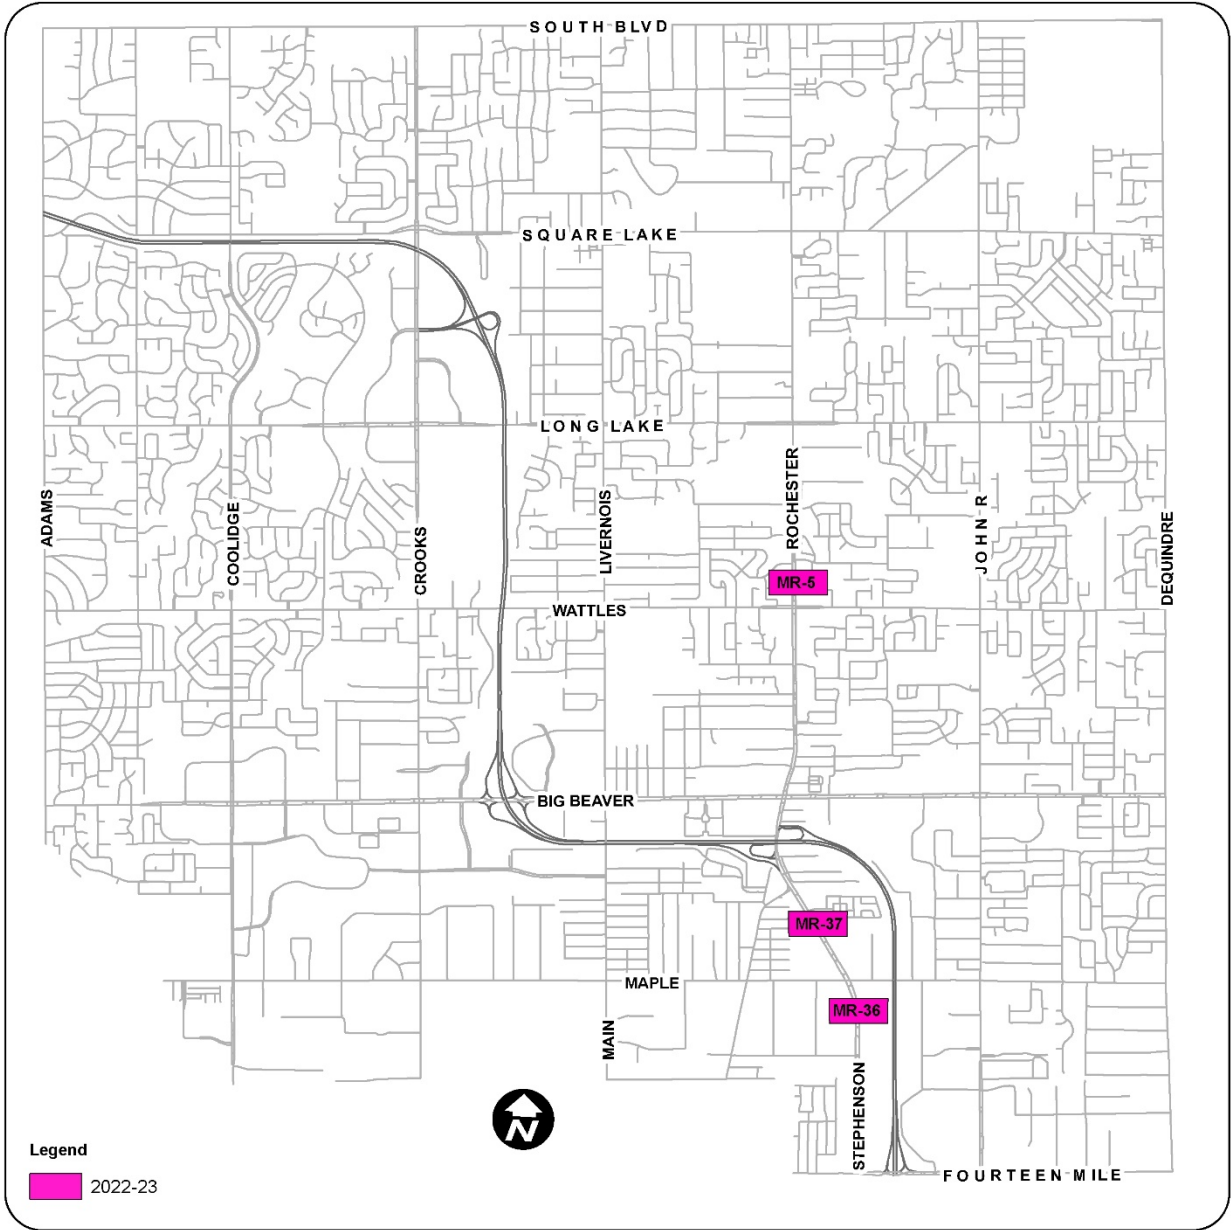 SOUTH BLVD
SQUARE LAKE
LONG LAKE
ADAMS
COOLIDGE
CROOKS
LIVERNOIS
ROCHESTER
JOHN R
DEQUINDRE
MR-5
WATTLES
BIG BEAVER
MR-37
MAPLE
MR-36
MAIN
STEPHENSON
N
FOURTEEN MILE
Legend
2022-23